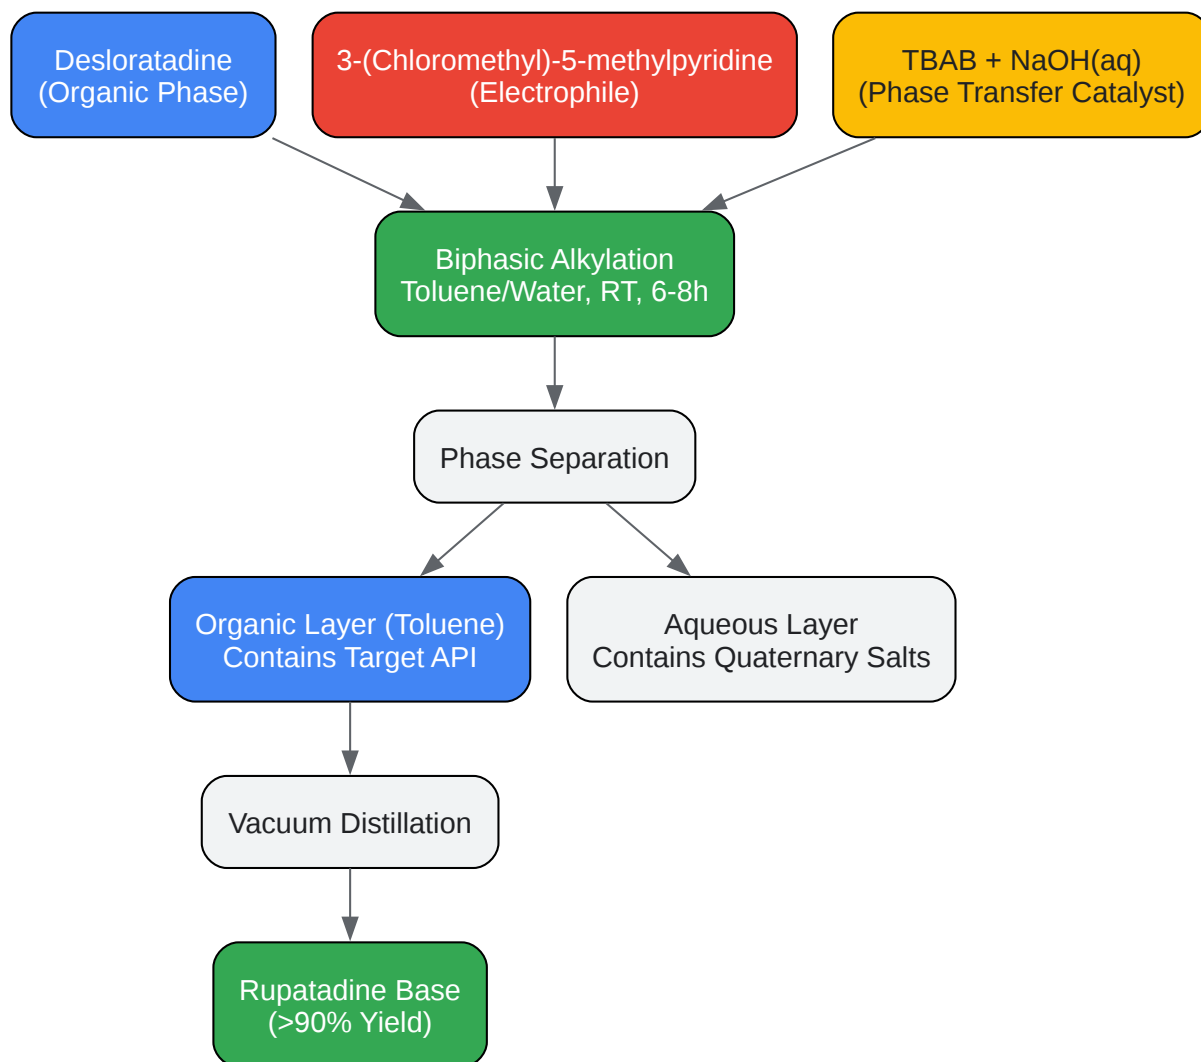 Desloratadine
(Organic Phase)
3-(Chloromethyl)-5-methylpyridine
(Electrophile)
TBAB + NaOH(aq)
(Phase Transfer Catalyst)
Biphasic Alkylation
Toluene/Water, RT, 6-8h
Phase Separation
Organic Layer (Toluene)
Contains Target API
Aqueous Layer
Contains Quaternary Salts
Vacuum Distillation
Rupatadine Base
(>90% Yield)